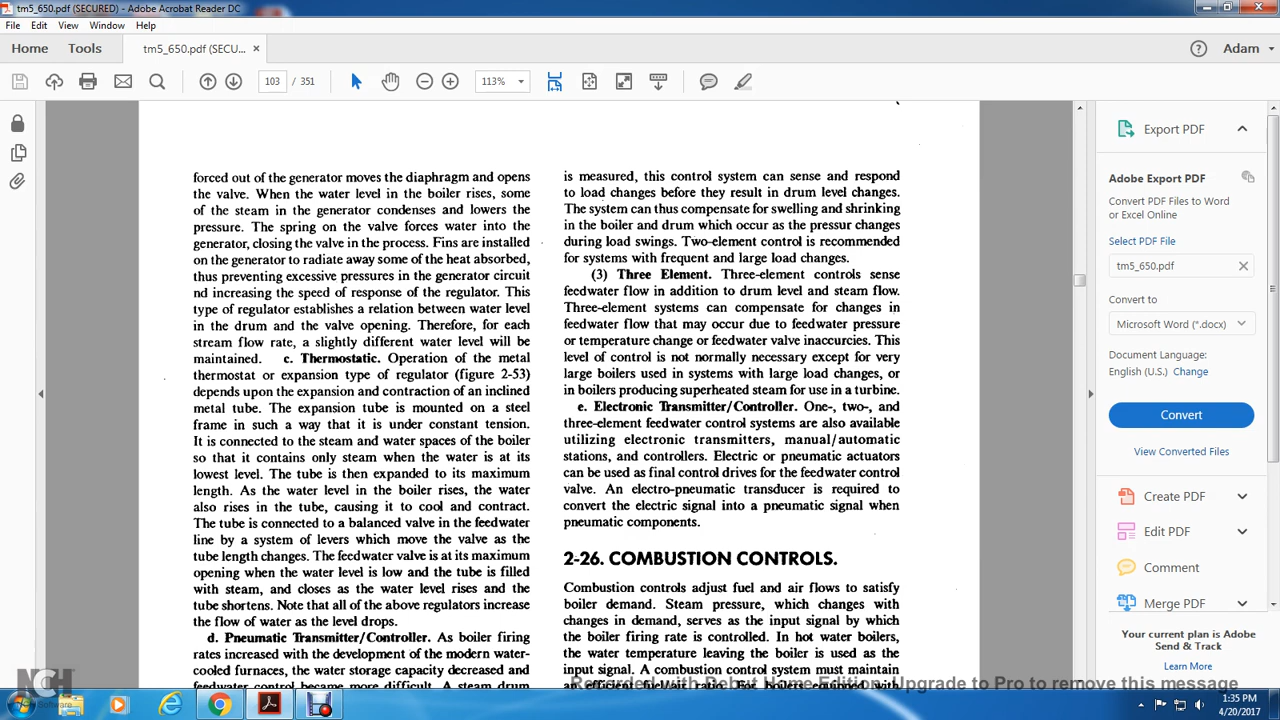 tm5_650.pdf (SECURED) - Adobe Acrobat Reader DC
File Edit View Window Help
Home Tools tm5_650.pdf (SECU... × Adam
103 / 351 113%
forced out of the generator moves the diaphragm and opens
the valve. When the water level in the boiler rises, some
of the steam in the generator condenses and lowers the
pressure. The spring on the valve forces water into the
generator, closing the valve in the process. Fins are installed
on the generator to radiate away some of the heat absorbed,
thus preventing excessive pressures in the generator circuit
nd increasing the speed of response of the regulator. This
type of regulator establishes a relation between water level
in the drum and the valve opening. Therefore, for each
stream flow rate, a slightly different water level will be
maintained. c. Thermostatic. Operation of the metal
thermostat or expansion type of regulator (figure 2-53)
depends upon the expansion and contraction of an inclined
metal tube. The expansion tube is mounted on a steel
frame in such a way that it is under constant tension.
It is connected to the steam and water spaces of the boiler
so that it contains only steam when the water is at its
lowest level. The tube is then expanded to its maximum
length. As the water level in the boiler rises, the water
also rises in the tube, causing it to cool and contract.
The tube is connected to a balanced valve in the feedwater
line by a system of levers which move the valve as the
tube length changes. The feedwater valve is at its maximum
opening when the water level is low and the tube is filled
with steam, and closes as the water level rises and the
tube shortens. Note that all of the above regulators increase
the flow of water as the level drops.
d. Pneumatic Transmitter/Controller. As boiler firing
rates increased with the development of the modern water-
cooled furnaces, the water storage capacity decreased and
feedwater control became more difficult. A steam drum
is measured, this control system can sense and respond
to load changes before they result in drum level changes.
The system can thus compensate for swelling and shrinking
in the boiler and drum which occur as the pressur changes
during load swings. Two-element control is recommended
for systems with frequent and large load changes.
(3) Three Element. Three-element controls sense
feedwater flow in addition to drum level and steam flow.
Three-element systems can compensate for changes in
feedwater flow that may occur due to feedwater pressure
or temperature change or feedwater valve inaccurcies. This
level of control is not normally necessary except for very
large boilers used in systems with large load changes, or
in boilers producing superheated steam for use in a turbine.
e. Electronic Transmitter/Controller. One-, two-, and
three-element feedwater control systems are also available
utilizing electronic transmitters, manual/automatic
stations, and controllers. Electric or pneumatic actuators
can be used as final control drives for the feedwater control
valve. An electro-pneumatic transducer is required to
convert the electric signal into a pneumatic signal when
pneumatic components.
2-26. COMBUSTION CONTROLS.
Combustion controls adjust fuel and air flows to satisfy
boiler demand. Steam pressure, which changes with
changes in demand, serves as the input signal by which
the boiler firing rate is controlled. In hot water boilers,
the water temperature leaving the boiler is used as the
input signal. A combustion control system must maintain
Export PDF
Adobe Export PDF
Convert PDF Files to Word
or Excel Online
Select PDF File
tm5_650.pdf
Convert to
Microsoft Word (*.docx)
Document Language:
English (U.S.) Change
Convert
View Converted Files
Create PDF
Edit PDF
Comment
Merge PDF
Your current plan is Adobe
Send & Track
Learn More
NCH Software
Recorded with Debut Home Edition. Upgrade to Pro to remove this message
1:35 PM
4/20/2017